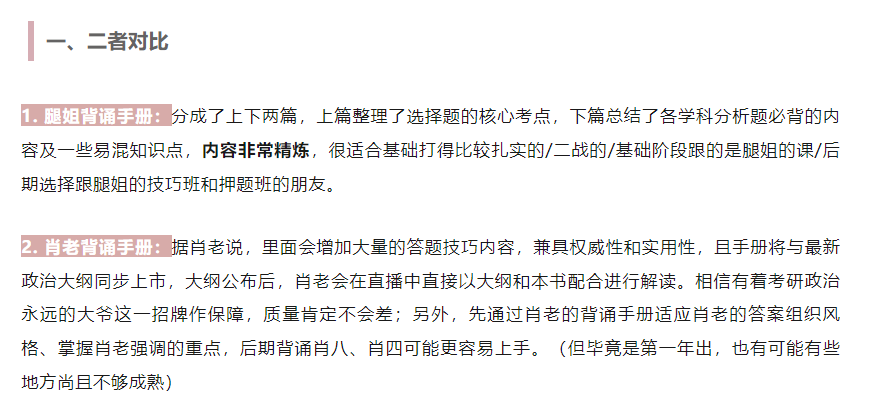 一、二者对比
1. 腿姐背诵手册：分成了上下两篇，上篇整理了选择题的核心考点，下篇总结了各学科分析题必背的内
容及一些易混知识点，内容非常精炼，很适合基础打得比较扎实的/二战的/基础阶段跟的是腿姐的课/后
期选择跟腿姐的技巧班和押题班的朋友。
2. 肖老背诵手册：据肖老说，里面会增加大量的答题技巧内容，兼具权威性和实用性，且手册将与最新
政治大纲同步上市，大纲公布后，肖老会在直播中直接以大纲和本书配合进行解读。相信有着考研政治
永远的大爷这一招牌作保障，质量肯定不会差；另外，先通过肖老的背诵手册适应肖老的答案组织风
格、掌握肖老强调的重点，后期背诵肖八、肖四可能更容易上手。（但毕竟是第一年出，也有可能有些
地方尚且不够成熟）